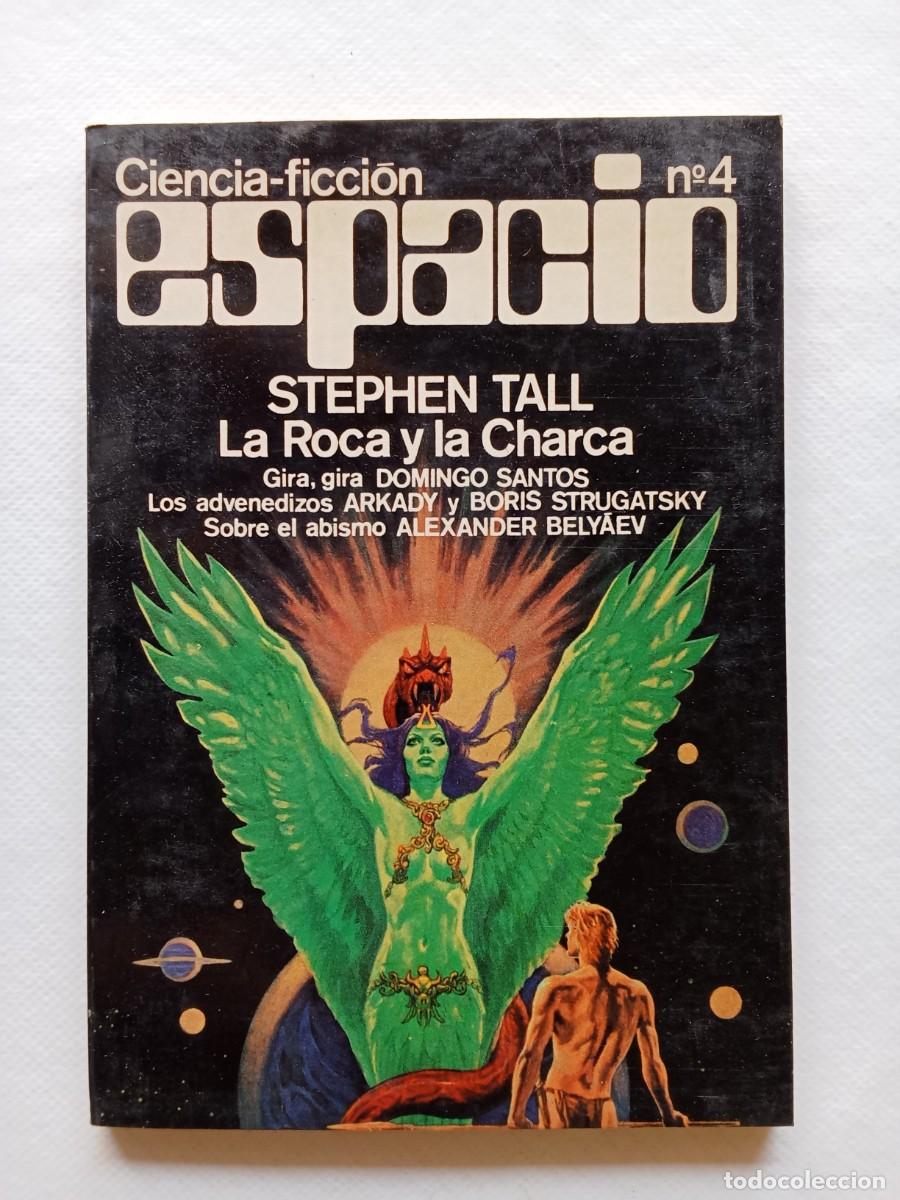 Ciencia-ficción nº4
espacio
STEPHEN TALL
La Roca y la Charca
Gira, gira DOMINGO SANTOS
Los advenedizos ARKADY y BORIS STRUGATSKY
Sobre el abismo ALEXANDER BELYĀEV
todocoleccion